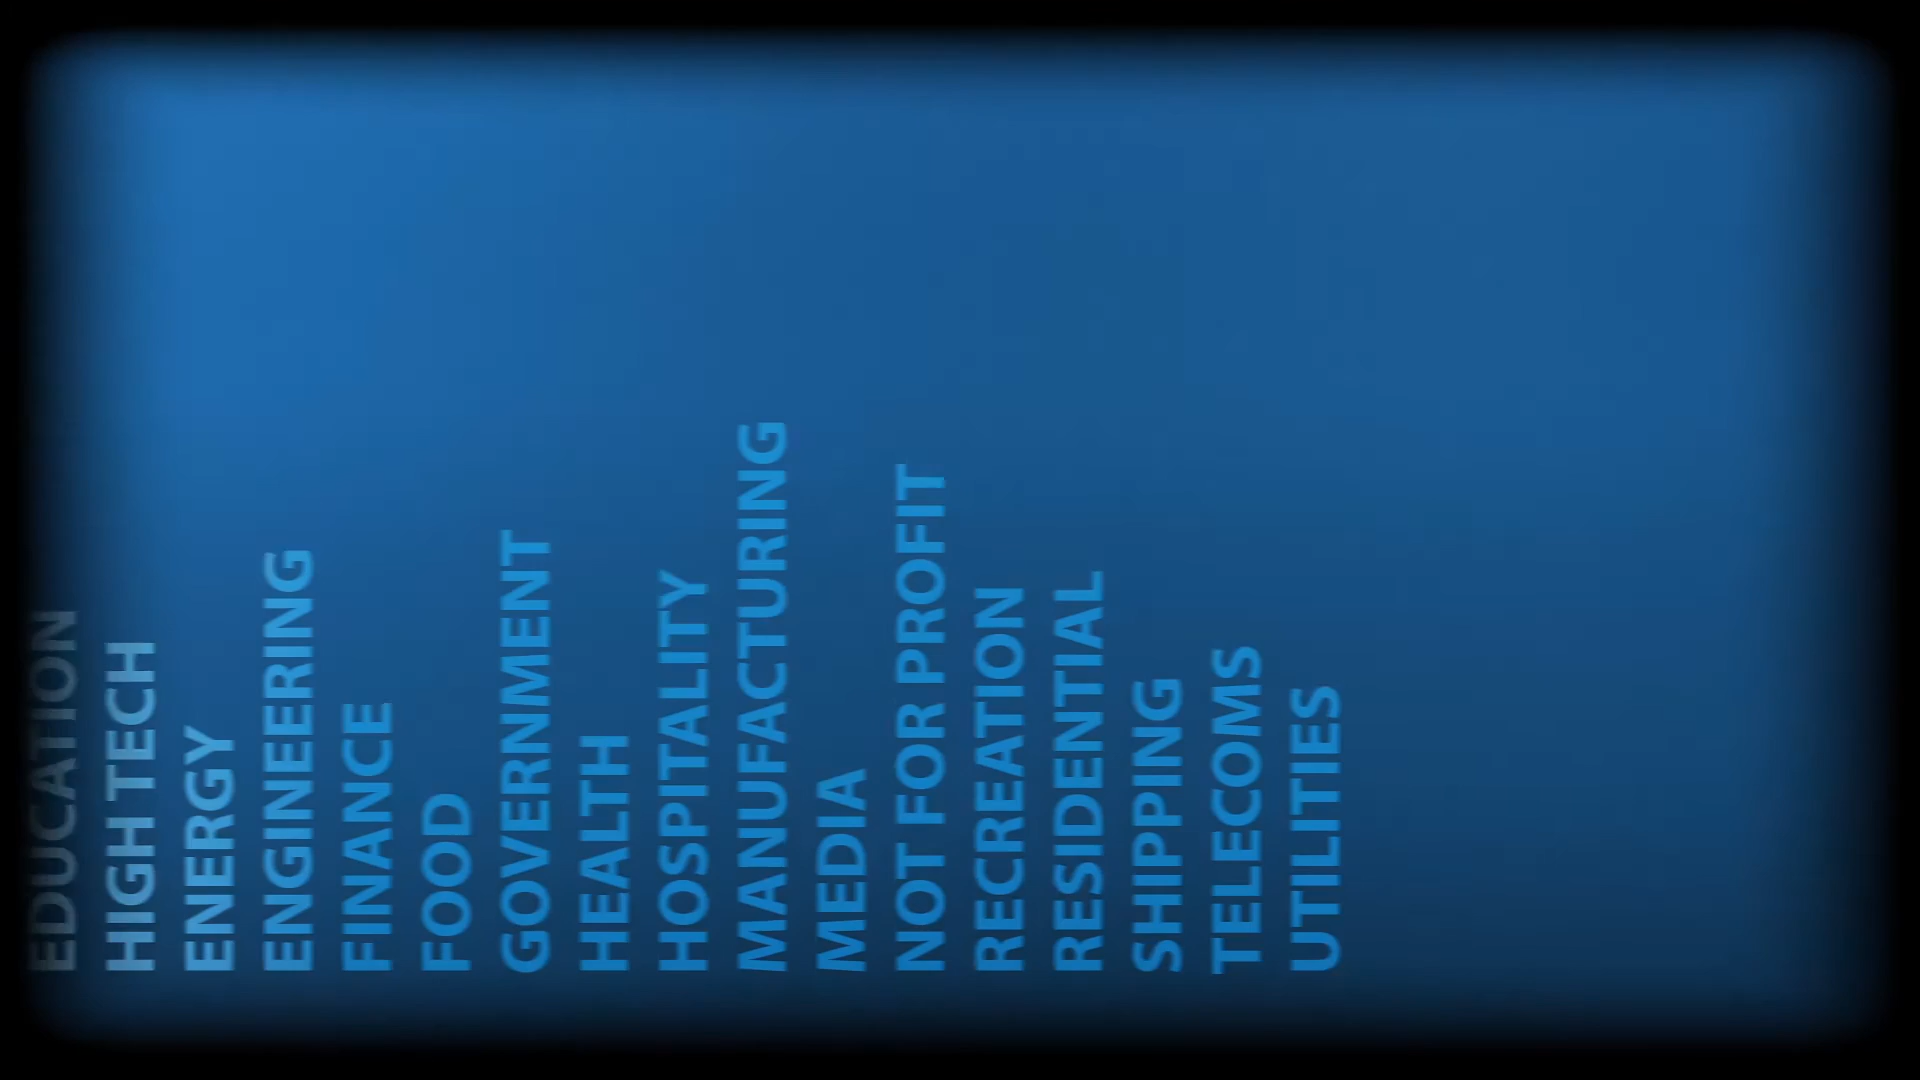 EDUCATION
HIGH TECH
ENERGY
ENGINEERING
FINANCE
FOOD
GOVERNMENT
HEALTH
HOSPITALITY
MANUFACTURING
MEDIA
NOT FOR PROFIT
RECREATION
RESIDENTIAL
SHIPPING
TELECOMS
UTILITIES